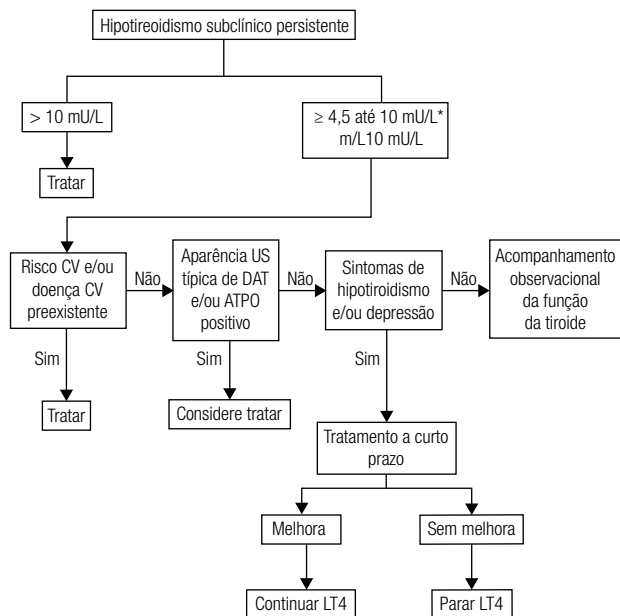 Hipotireoidismo subclínico persistente
> 10 mU/L
≥ 4,5 até 10 mU/L*
m/L10 mU/L
Tratar
Risco CV e/ou
doença CV
preexistente
Não
Aparência US
típica de DAT
e/ou ATPO
positivo
Não
Sintomas de
hipotiroidismo
e/ou depressão
Não
Acompanhamento
observacional
da função
da tiroide
Sim
Sim
Sim
Tratar
Considere tratar
Tratamento a curto
prazo
Melhora
Sem melhora
Continuar LT4
Parar LT4